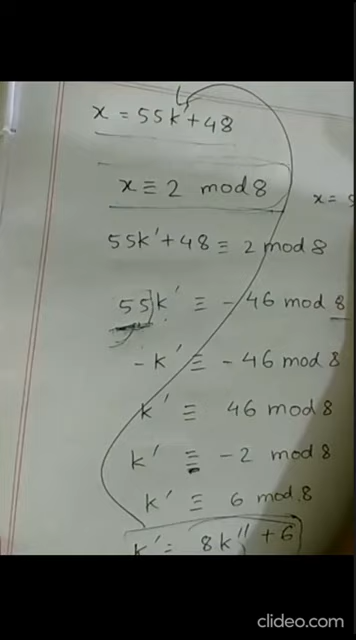 x = 55k' + 48
x ≡ 2 mod 8
x =
55k' + 48 ≡ 2 mod 8
55k' ≡ - 46 mod 8
-k' ≡ - 46 mod 8
k' ≡ 46 mod 8
k' ≡ -2 mod 8
k' ≡ 6 mod 8
k' = 8k'' + 6
clideo.com